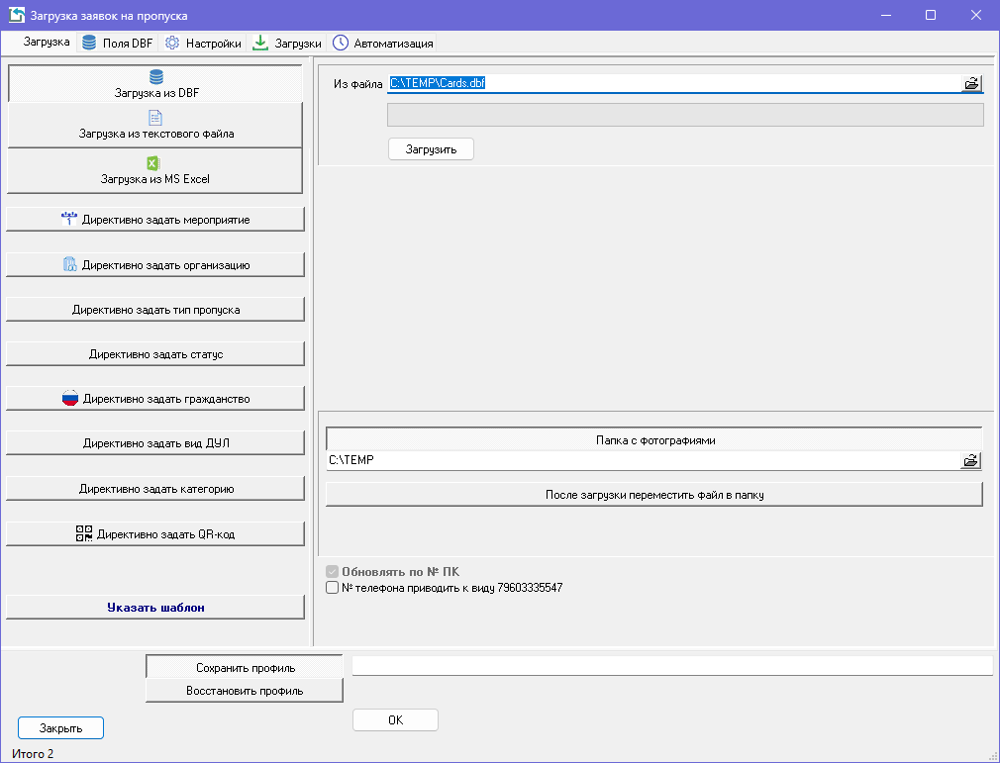 Загрузка заявок на пропуска
Загрузка
Поля DBF
Настройки
Загрузки
Автоматизация
Загрузка из DBF
Загрузка из текстового файла
Загрузка из MS Excel
Директивно задать мероприятие
Директивно задать организацию
Директивно задать тип пропуска
Директивно задать статус
Директивно задать гражданство
Директивно задать вид ДУЛ
Директивно задать категорию
Директивно задать QR-код
Указать шаблон
Из файла C:\TEMP\Cards.dbf
Загрузить
Папка с фотографиями
C:\TEMP
После загрузки переместить файл в папку
Обновлять по № ПК
№ телефона приводить к виду 79603335547
Сохранить профиль
Восстановить профиль
OK
Закрыть
Итого 2